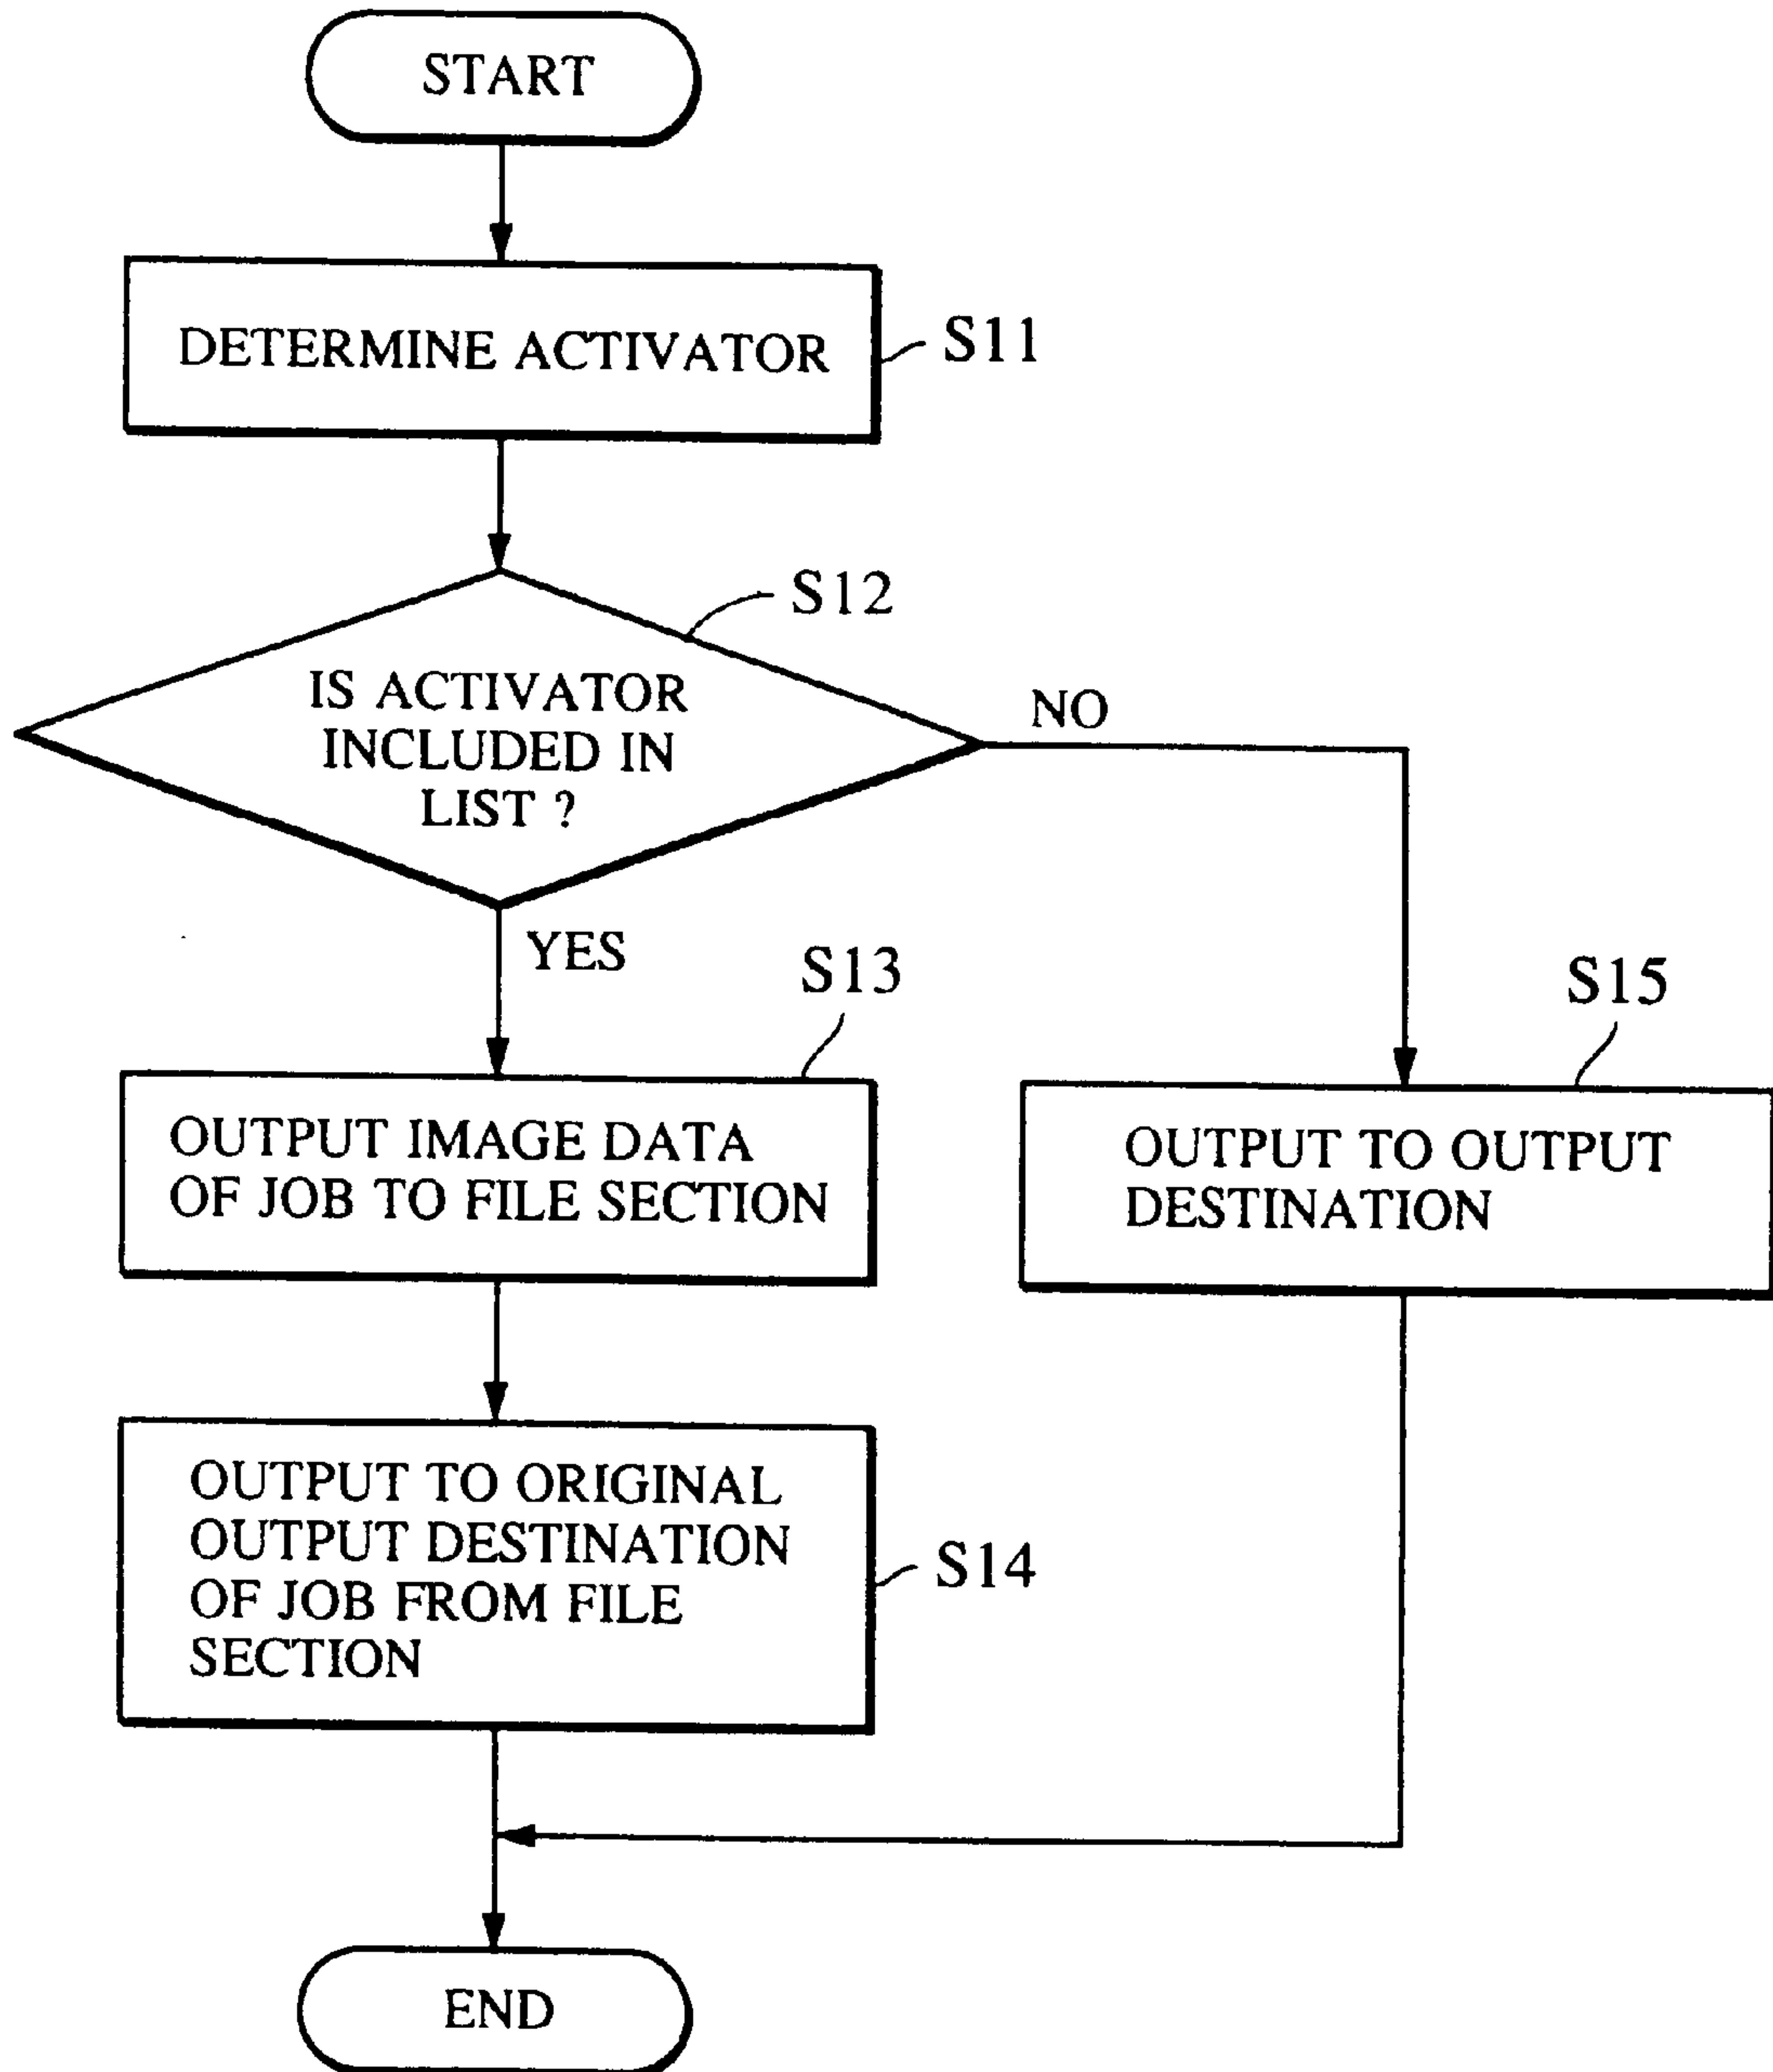 START
DETERMINE ACTIVATOR
S11
S12
IS ACTIVATOR
INCLUDED IN
LIST ?
NO
YES
S13
OUTPUT IMAGE DATA
OF JOB TO FILE SECTION
S15
OUTPUT TO OUTPUT
DESTINATION
OUTPUT TO ORIGINAL
OUTPUT DESTINATION
OF JOB FROM FILE
SECTION
S14
END